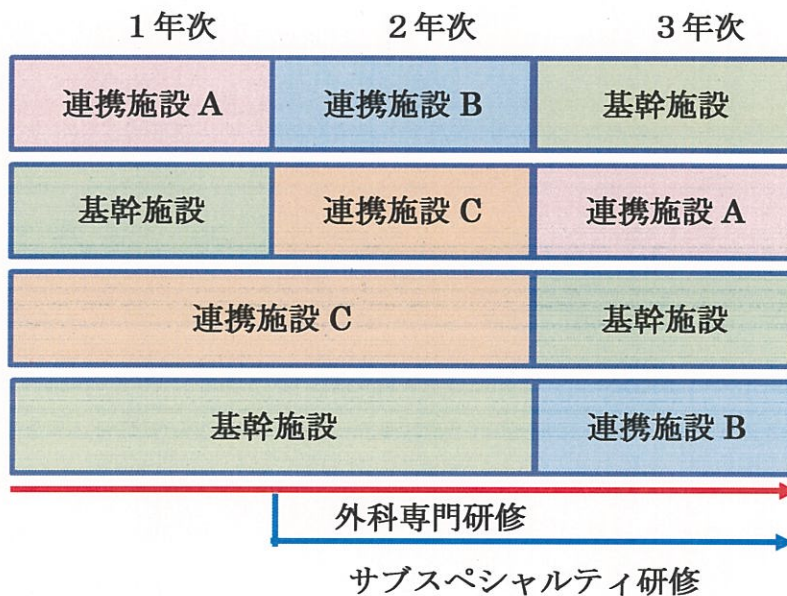 1年次 2年次 3年次
連携施設 A 連携施設 B 基幹施設
基幹施設 連携施設 C 連携施設 A
連携施設 C 基幹施設
基幹施設 連携施設 B
外科専門研修
サブスペシャルティ研修